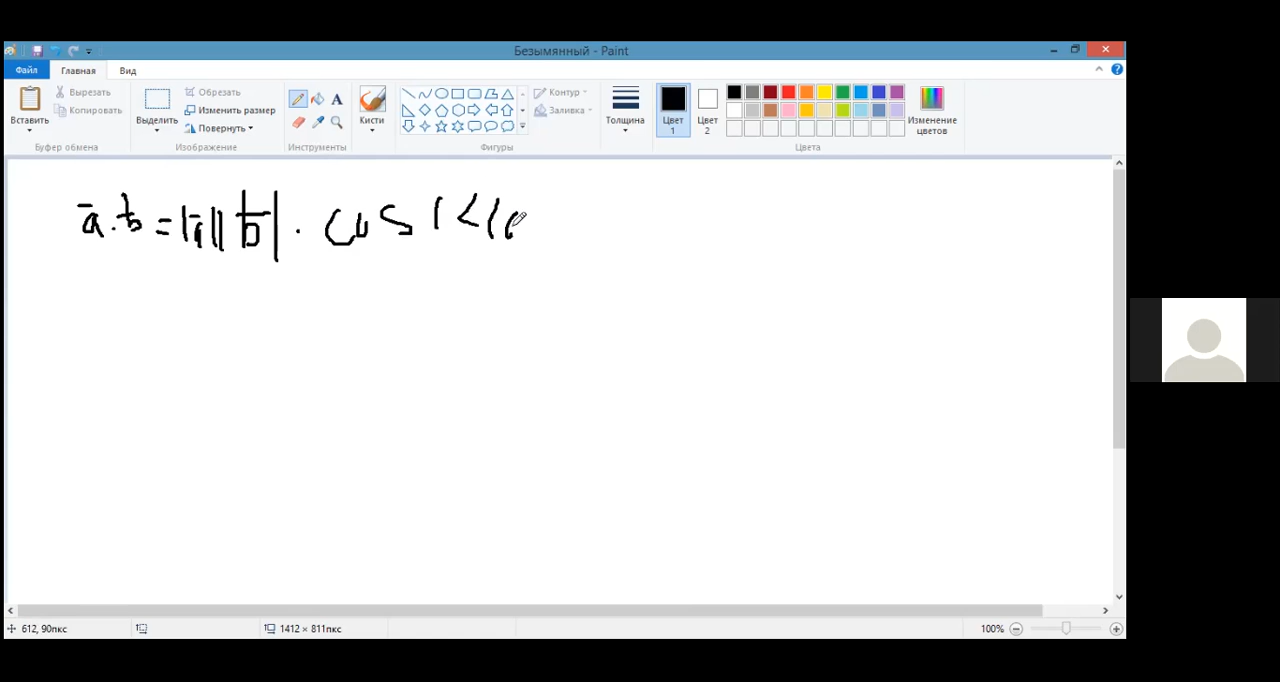 Безымянный - Paint
Файл Главная Вид
Вставить
Вырезать
Копировать
Буфер обмена
Выделить
Обрезать
Изменить размер
Повернуть
Изображение
A
Инструменты
Кисти
Фигуры
Контур
Заливка
Толщина
Цвет 1
Цвет 2
Изменение цветов
Цвета
ā · b̄ = |ā||b̄| · cos (<(
612, 90пкс 1412 × 811пкс 100%